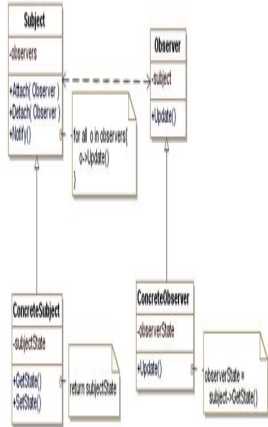 Subject
-observers
+Attach( Observer )
+Detach( Observer )
+Notify()
for all o in observers{
o->Update()
}
Observer
-subject
+Update()
ConcreteSubject
-subjectState
+GetState()
+SetState()
return subjectState
ConcreteObserver
-observerState
+Update()
observerState =
subject->GetState()